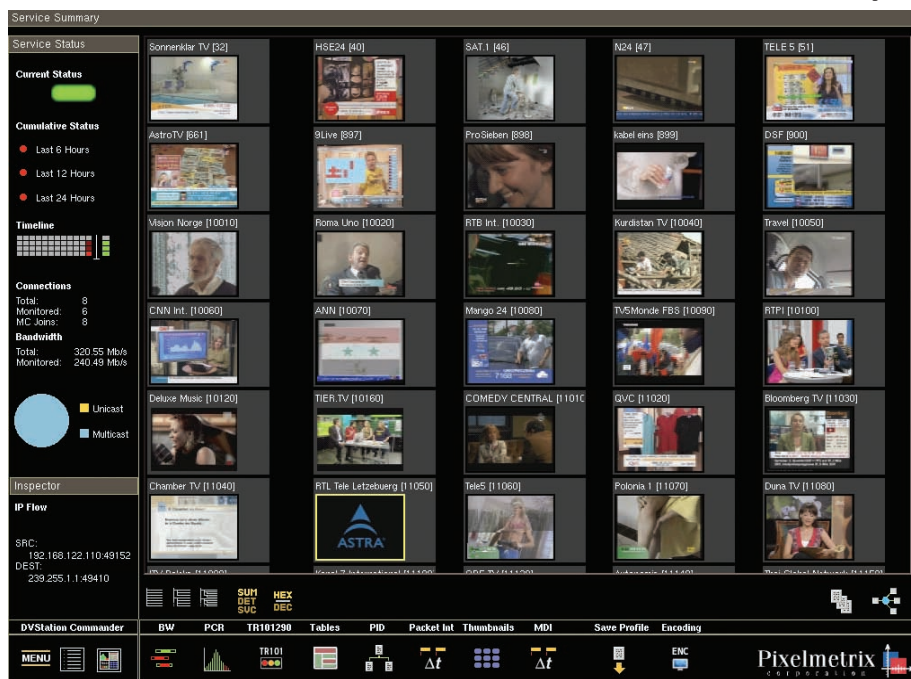 Service Summary
Service Status
Current Status
Cumulative Status
Last 6 Hours
Last 12 Hours
Last 24 Hours
Timeline
Connections
Total: 8
Monitored: 6
MC Joins: 8
Bandwidth
Total: 320.55 Mb/s
Monitored: 240.49 Mb/s
Unicast
Multicast
Inspector
IP Flow
SRC:
192.168.122.110:49152
DEST:
239.255.1.1:49410
Sonnenklar TV [32] HSE24 [40] SAT.1 [46] N24 [47] TELE 5 [51]
AstroTV [661] 9Live [897] ProSieben [898] kabel eins [899] DSF [900]
Vision Norge [10010] Roma Uno [10020] RTB Int. [10030] Kurdistan TV [10040] Travel [10050]
CNN Int. [10060] ANN [10070] Mango 24 [10080] TV5Monde FBS [10090] RTPI [10100]
Deluxe Music [10120] TIER.TV [10160] COMEDY CENTRAL [1101C QVC [11020] Bloomberg TV [11030]
Chamber TV [11040] RTL Tele Letzebuerg [11050] Tele5 [11060] Polonia 1 [11070] Duna TV [11080]
ASTRA
SUM HEX
DET DEC
SVC
DVStation Commander BW PCR TR101290 Tables PID Packet Int Thumbnails MDI Save Profile Encoding
MENU TR101 Δt Δt ENC
Pixelmetrix
corporation